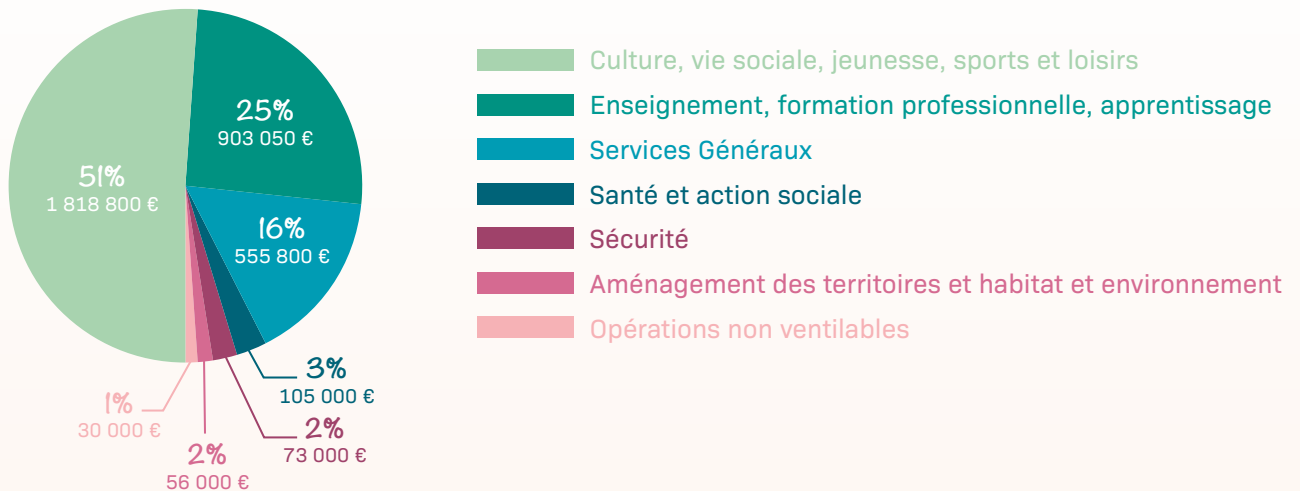 25%
903 050 €
51%
1 818 800 €
16%
555 800 €
3%
105 000 €
1%
30 000 €
2%
73 000 €
2%
56 000 €
Culture, vie sociale, jeunesse, sports et loisirs
Enseignement, formation professionnelle, apprentissage
Services Généraux
Santé et action sociale
Sécurité
Aménagement des territoires et habitat et environnement
Opérations non ventilables